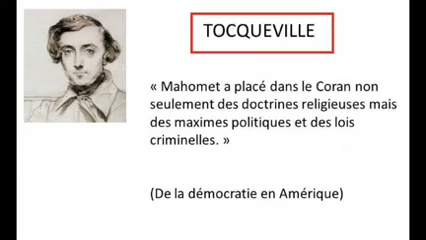 TOCQUEVILLE
« Mahomet a placé dans le Coran non
seulement des doctrines religieuses mais
des maximes politiques et des lois
criminelles. »
(De la démocratie en Amérique)